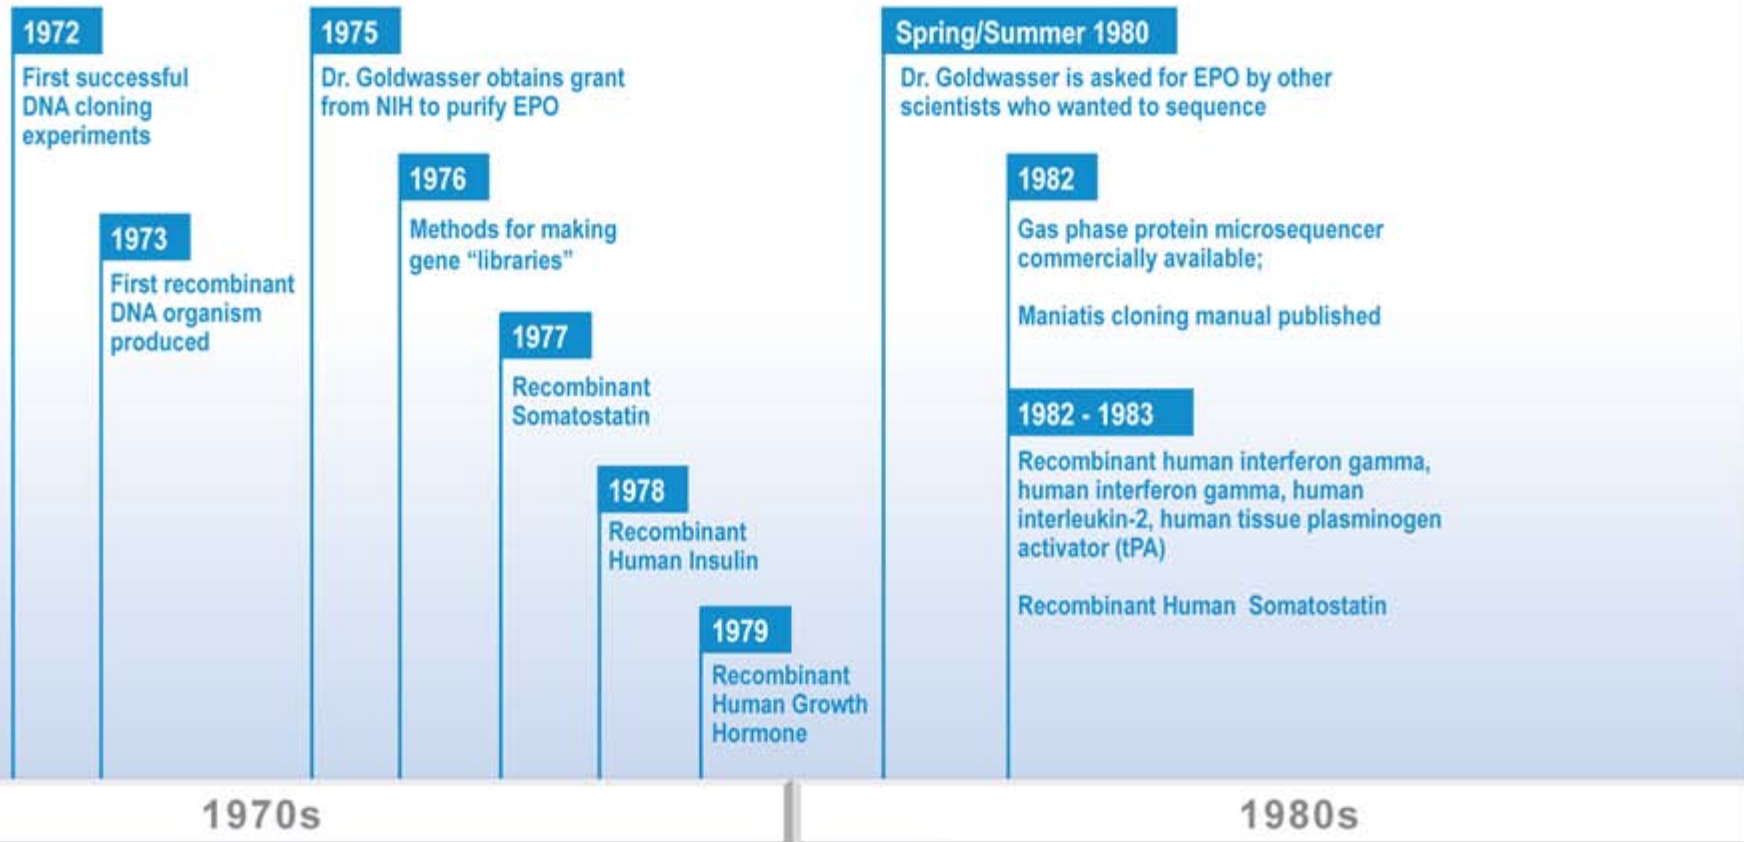 1972
First successful
DNA cloning
experiments
1973
First recombinant
DNA organism
produced
1975
Dr. Goldwasser obtains grant
from NIH to purify EPO
1976
Methods for making
gene “libraries”
1977
Recombinant
Somatostatin
1978
Recombinant
Human Insulin
1979
Recombinant
Human Growth
Hormone
Spring/Summer 1980
Dr. Goldwasser is asked for EPO by other
scientists who wanted to sequence
1982
Gas phase protein microsequencer
commercially available;
Maniatis cloning manual published
1982 - 1983
Recombinant human interferon gamma,
human interferon gamma, human
interleukin-2, human tissue plasminogen
activator (tPA)
Recombinant Human Somatostatin
1970s
1980s